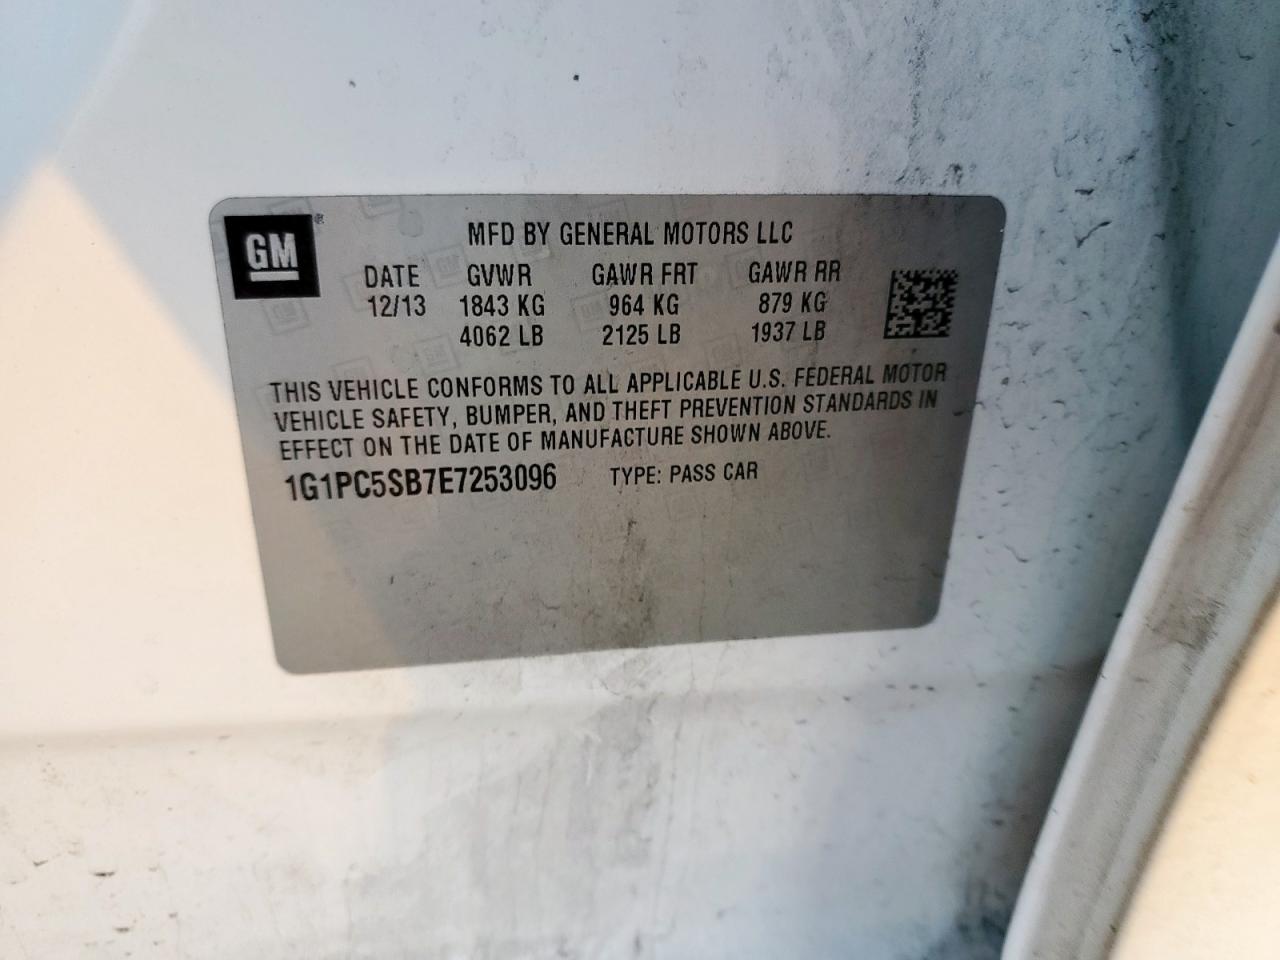 GM
MFD BY GENERAL MOTORS LLC
DATE GVWR GAWR FRT GAWR RR
12/13 1843 KG 964 KG 879 KG
4062 LB 2125 LB 1937 LB
THIS VEHICLE CONFORMS TO ALL APPLICABLE U.S. FEDERAL MOTOR
VEHICLE SAFETY, BUMPER, AND THEFT PREVENTION STANDARDS IN
EFFECT ON THE DATE OF MANUFACTURE SHOWN ABOVE.
1G1PC5SB7E7253096 TYPE: PASS CAR